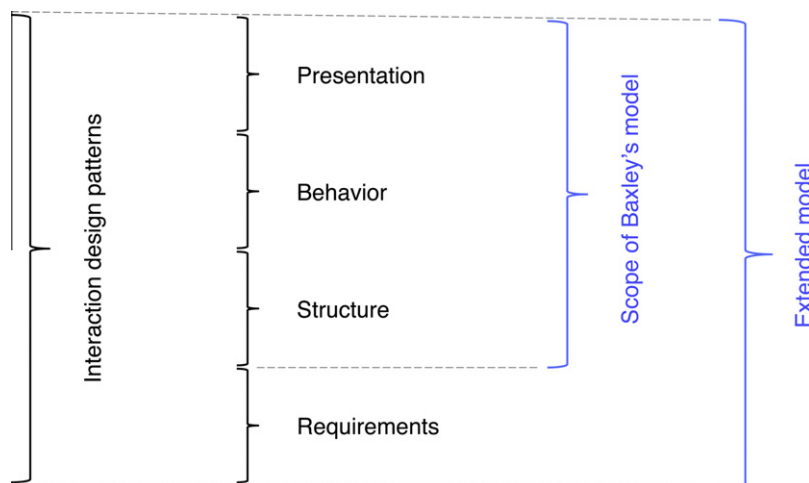 Interaction design patterns
Presentation
Behavior
Structure
Requirements
Scope of Baxley's model
Extended model